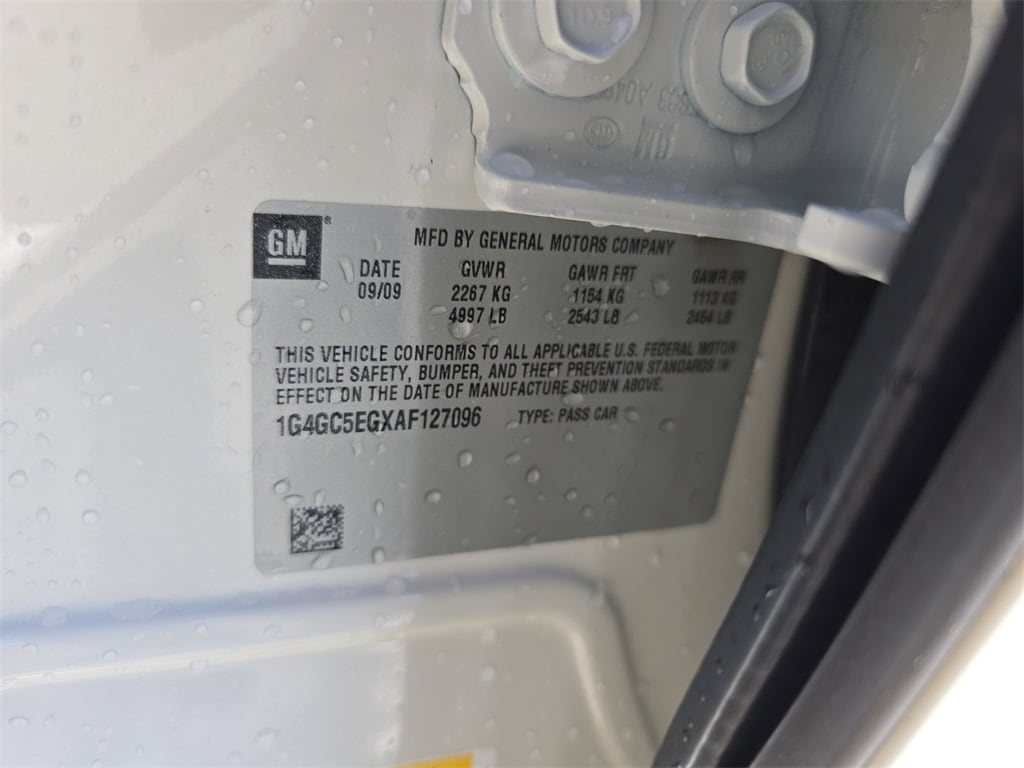 GM
GM ®
MFD BY GENERAL MOTORS COMPANY
DATE GVWR GAWR FRT GAWR RR
09/09 2267 KG 1154 KG 1113 KG
4997 LB 2543 LB 2454 LB
THIS VEHICLE CONFORMS TO ALL APPLICABLE U.S. FEDERAL MOTOR
VEHICLE SAFETY, BUMPER, AND THEFT PREVENTION STANDARDS IN
EFFECT ON THE DATE OF MANUFACTURE SHOWN ABOVE.
1G4GC5EGXAF127096 TYPE: PASS CAR